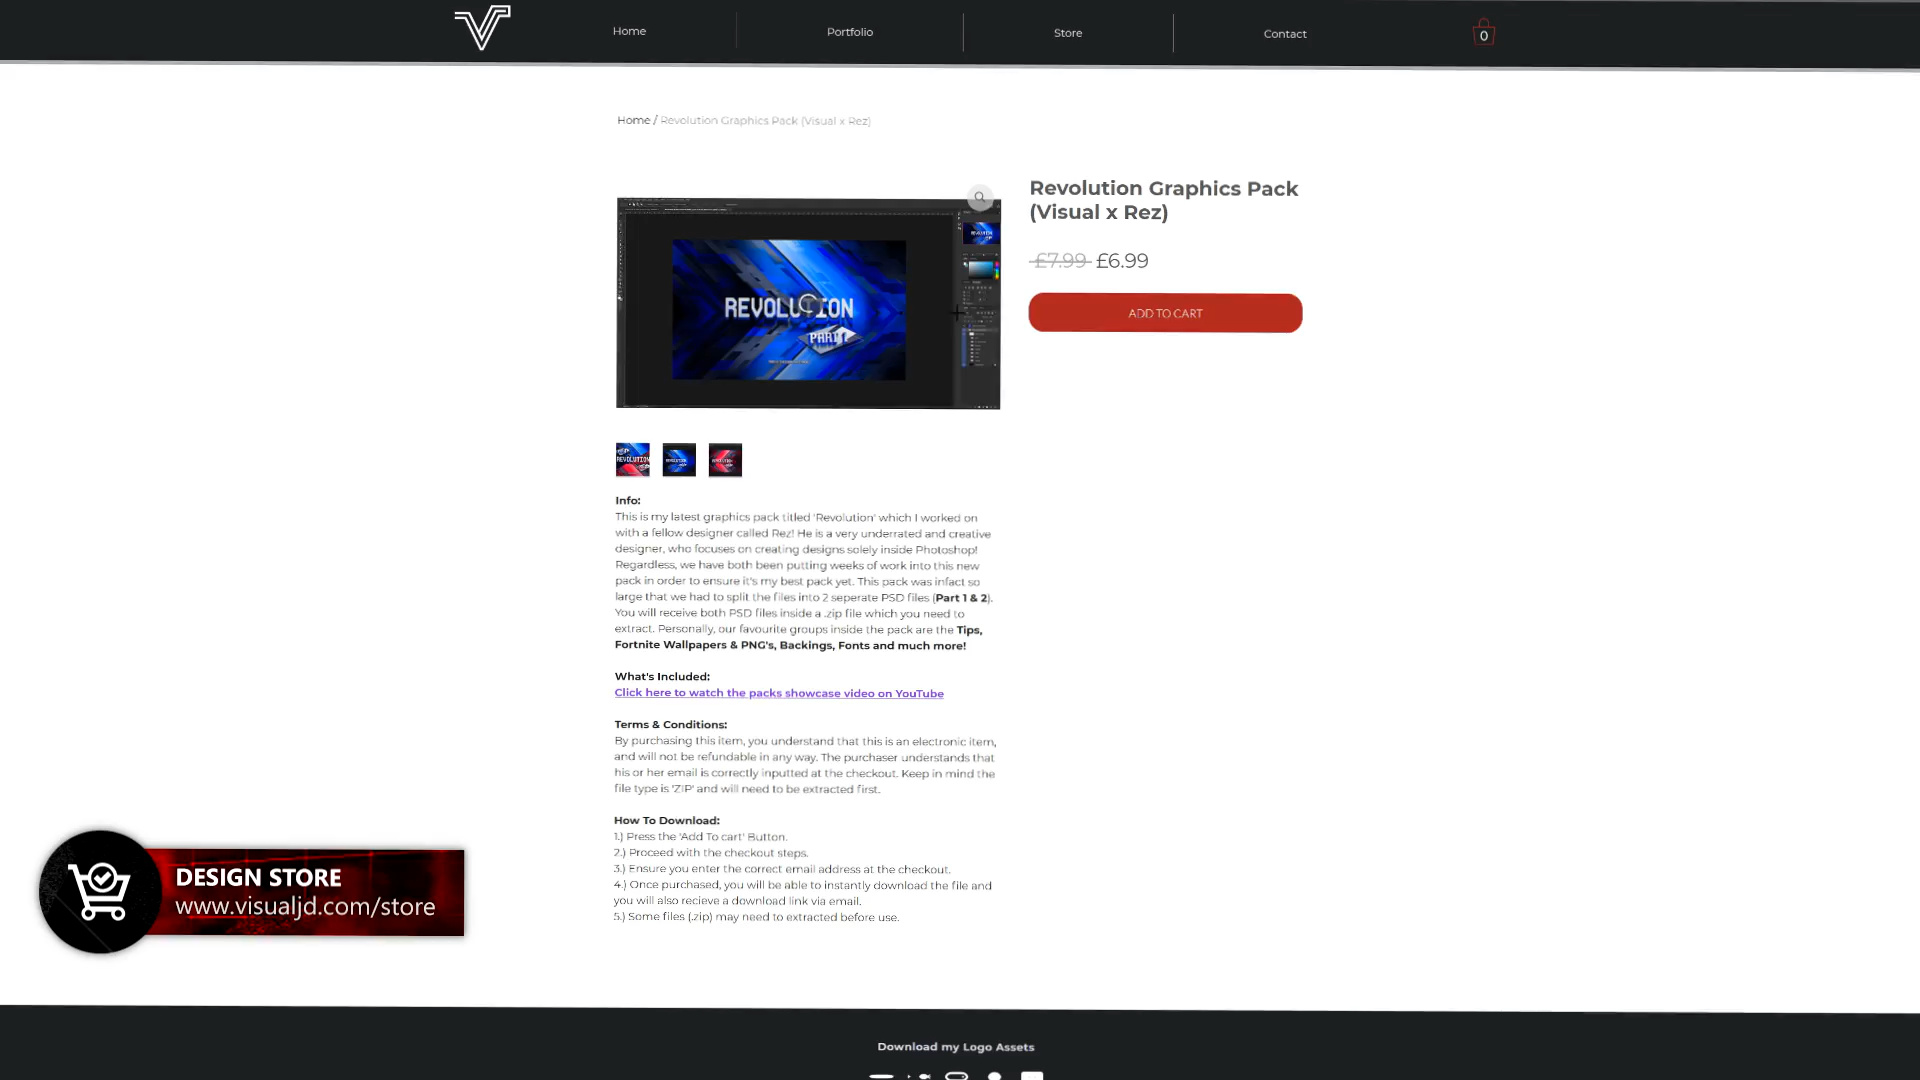 Home
Portfolio
Store
Contact
0
Home / Revolution Graphics Pack (Visual x Rez)
Revolution Graphics Pack
(Visual x Rez)
£7.99 £6.99
ADD TO CART
REVOLUTION
PART
Info:
This is my latest graphics pack titled 'Revolution' which I worked on
with a fellow designer called Rez! He is a very underrated and creative
designer, who focuses on creating designs solely inside Photoshop!
Regardless, we have both been putting weeks of work into this new
pack in order to ensure it's my best pack yet. This pack was infact so
large that we had to split the files into 2 seperate PSD files (Part 1 & 2).
You will receive both PSD files inside a .zip file which you need to
extract. Personally, our favourite groups inside the pack are the Tips,
Fortnite Wallpapers & PNG's, Backings, Fonts and much more!
What's Included:
Click here to watch the packs showcase video on YouTube
Terms & Conditions:
By purchasing this item, you understand that this is an electronic item,
and will not be refundable in any way. The purchaser understands that
his or her email is correctly inputted at the checkout. Keep in mind the
file type is 'ZIP' and will need to be extracted first.
How To Download:
1.) Press the 'Add To cart' Button.
2.) Proceed with the checkout steps.
3.) Ensure you enter the correct email address at the checkout.
4.) Once purchased, you will be able to instantly download the file and
you will also recieve a download link via email.
5.) Some files (.zip) may need to extracted before use.
DESIGN STORE
www.visualjd.com/store
Download my Logo Assets